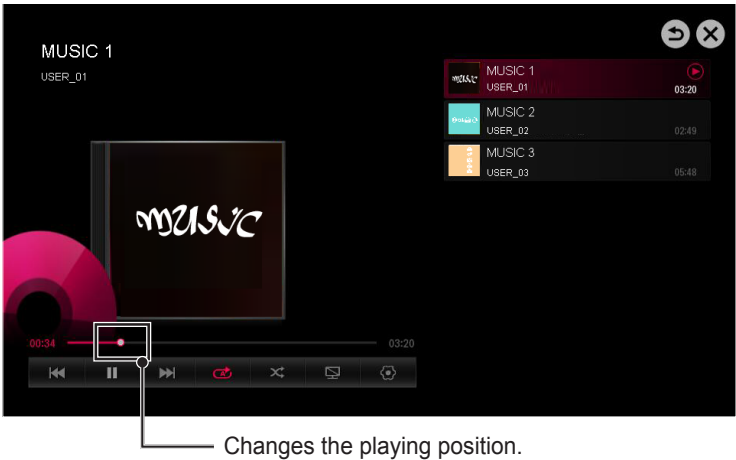 MUSIC 1
USER_01
music
00:34
03:20
music
MUSIC 1
USER_01
03:20
MUSIC 2
USER_02
02:49
MUSIC 3
USER_03
05:48
Changes the playing position.